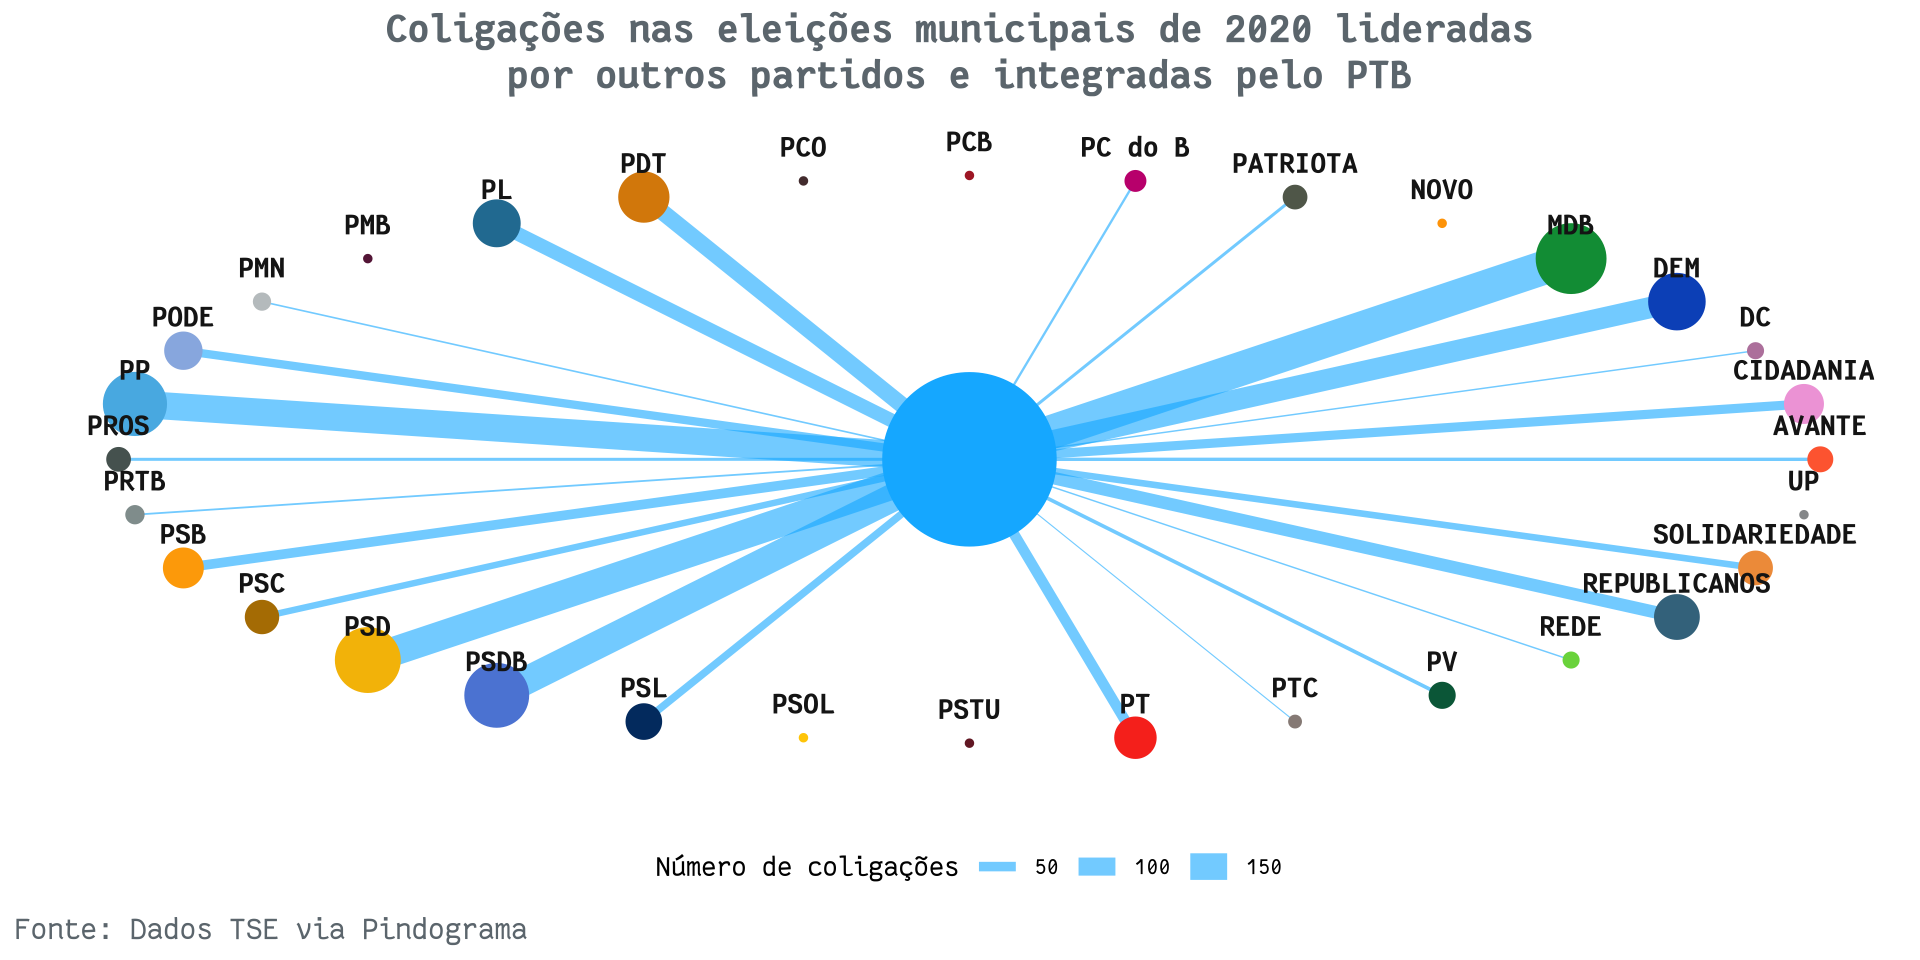 Coligações nas eleições municipais de 2020 lideradas
por outros partidos e integradas pelo PTB
PCB
PCO
PC do B
PDT
PATRIOTA
PL
NOVO
PMB
MDB
PMN
DEM
PODE
DC
PP
CIDADANIA
PROS
AVANTE
PRTB
UP
PSB
SOLIDARIEDADE
PSC
REPUBLICANOS
PSD
REDE
PSDB
PV
PSL
PTC
PSOL
PT
PSTU
Número de coligações 50 100 150
Fonte: Dados TSE via Pindograma